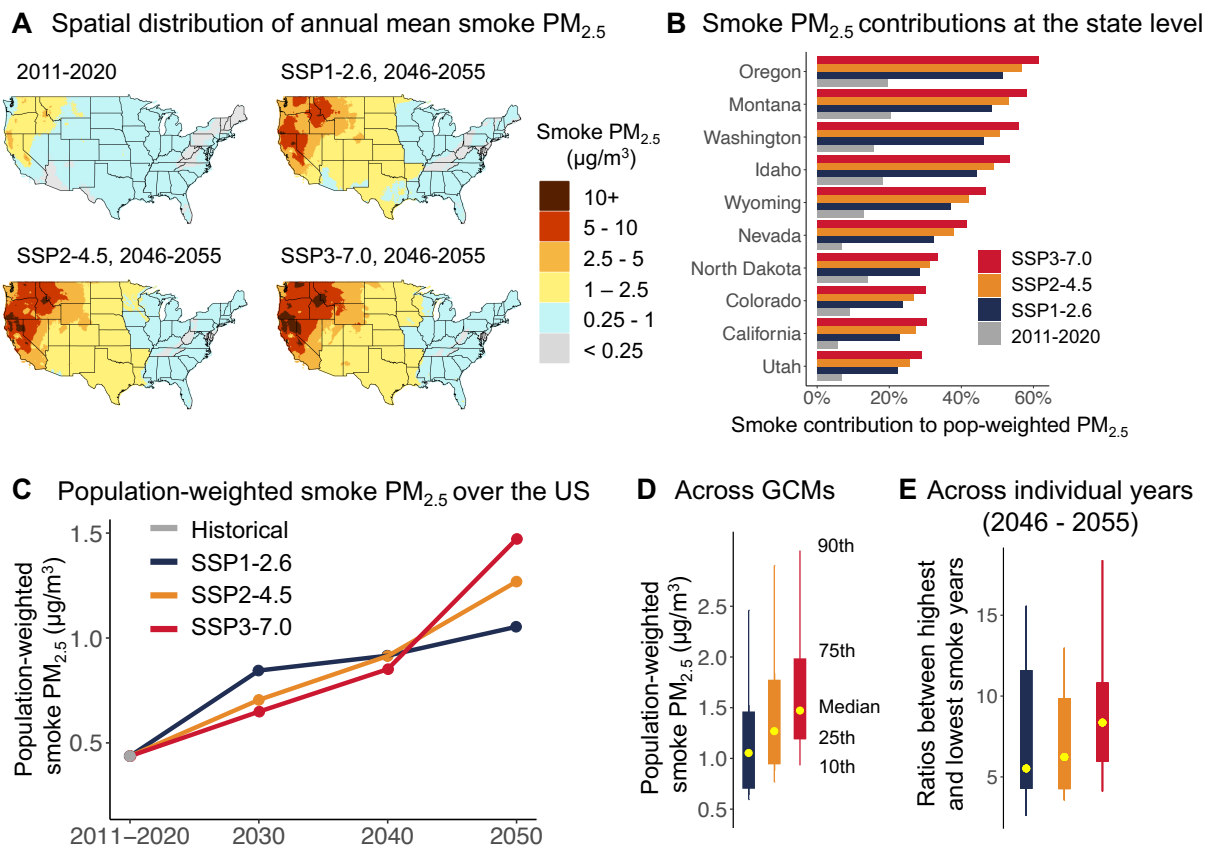 A Spatial distribution of annual mean smoke PM2.5
2011-2020
SSP1-2.6, 2046-2055
SSP2-4.5, 2046-2055
SSP3-7.0, 2046-2055
Smoke PM2.5
(µg/m³)
10+
5 - 10
2.5 - 5
1 – 2.5
0.25 - 1
< 0.25
B Smoke PM2.5 contributions at the state level
Oregon
Montana
Washington
Idaho
Wyoming
Nevada
North Dakota
Colorado
California
Utah
SSP3-7.0
SSP2-4.5
SSP1-2.6
2011-2020
0% 20% 40% 60%
Smoke contribution to pop-weighted PM2.5
C Population-weighted smoke PM2.5 over the US
Historical
SSP1-2.6
SSP2-4.5
SSP3-7.0
Population-weighted
smoke PM2.5 (µg/m³)
1.5
1.0
0.5
2011–2020 2030 2040 2050
D Across GCMs
Population-weighted
smoke PM2.5 (µg/m³)
2.5
2.0
1.5
1.0
0.5
90th
75th
Median
25th
10th
E Across individual years
(2046 - 2055)
Ratios between highest
and lowest smoke years
15
10
5